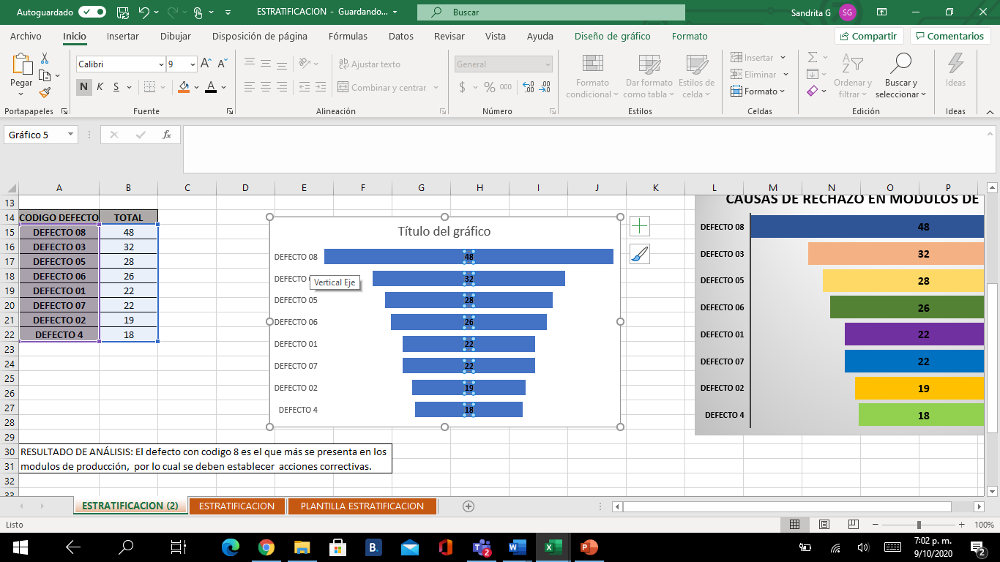 Autoguardado
ESTRATIFICACION - Guardando...
Buscar
Sandrita G
SG
Archivo Inicio Insertar Dibujar Disposición de página Fórmulas Datos Revisar Vista Ayuda Diseño de gráfico Formato
Compartir
Comentarios
Pegar
Portapapeles
Calibri 9
N K S
Fuente
Ajustar texto
Combinar y centrar
Alineación
General
$ % 000
Número
Formato condicional
Dar formato como tabla
Estilos de celda
Estilos
Insertar
Eliminar
Formato
Celdas
Ordenar y filtrar
Buscar y seleccionar
Edición
Ideas
Ideas
Gráfico 5
fx
A B C D E F G H I J K L M N O P
13
14 CODIGO DEFECTO TOTAL
15 DEFECTO 08 48
16 DEFECTO 03 32
17 DEFECTO 05 28
18 DEFECTO 06 26
19 DEFECTO 01 22
20 DEFECTO 07 22
21 DEFECTO 02 19
22 DEFECTO 4 18
23
24
25
26
27
28
29
30 RESULTADO DE ANÁLISIS: El defecto con codigo 8 es el que más se presenta en los
31 modulos de producción, por lo cual se deben establecer acciones correctivas.
32
33
Título del gráfico
DEFECTO 08 48
DEFECTO 32
Vertical Eje
DEFECTO 05 28
DEFECTO 06 26
DEFECTO 01 22
DEFECTO 07 22
DEFECTO 02 19
DEFECTO 4 18
CAUSAS DE RECHAZO EN MODULOS DE
DEFECTO 08 48
DEFECTO 03 32
DEFECTO 05 28
DEFECTO 06 26
DEFECTO 01 22
DEFECTO 07 22
DEFECTO 02 19
DEFECTO 4 18
ESTRATIFICACION (2) ESTRATIFICACION PLANTILLA ESTRATIFICACION
Listo
100%
B.
2
7:02 p. m.
9/10/2020
2